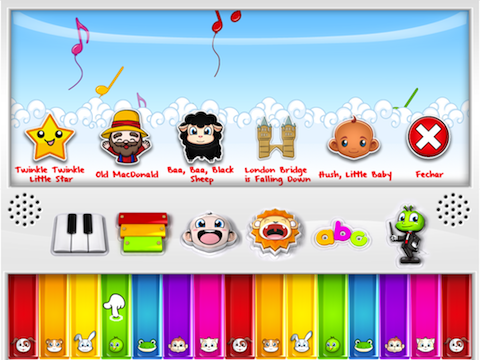 Twinkle Twinkle
Little Star
Old MacDonald
Baa, Baa, Black
Sheep
London Bridge
is Falling Down
Hush, Little Baby
Fechar
abc